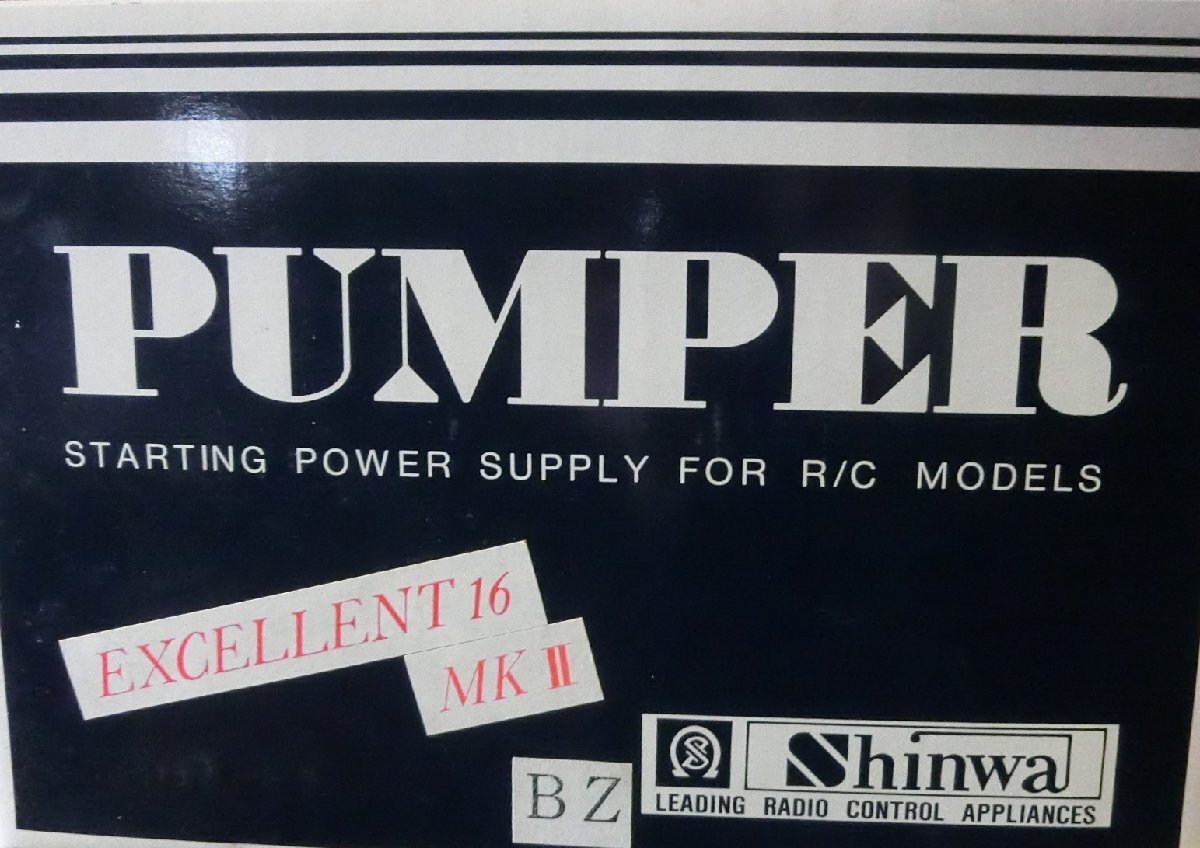 PUMPER
STARTING POWER SUPPLY FOR R/C MODELS
EXCELLENT 16
MK II
BZ
Shinwa
LEADING RADIO CONTROL APPLIANCES